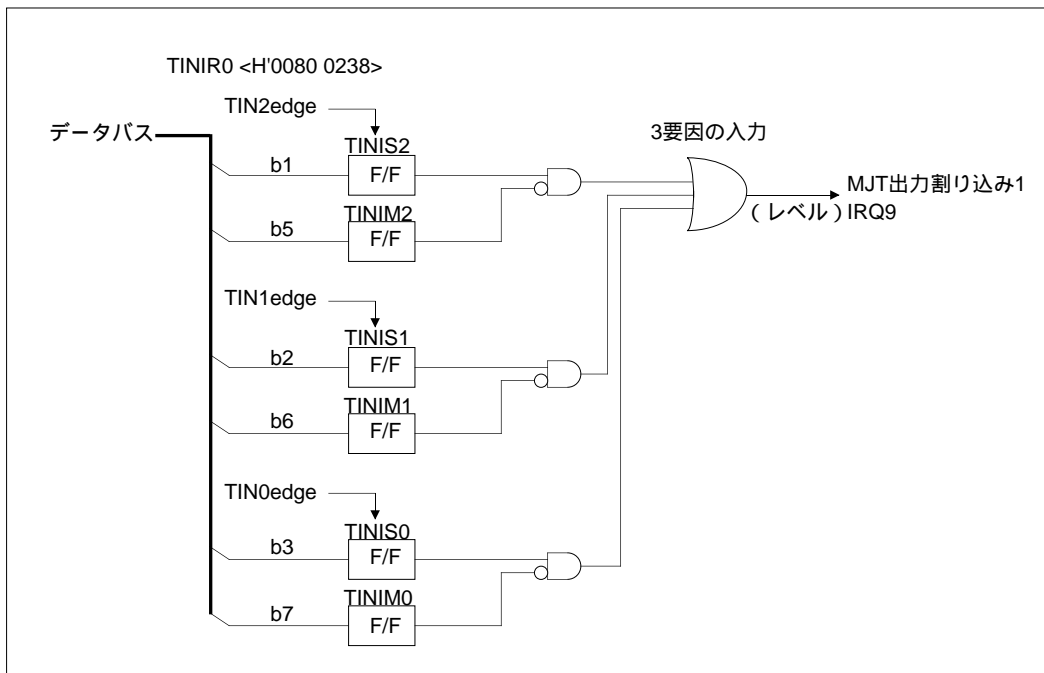 TINIR0 <H'0080 0238>
TIN2edge
データバス
3要因の入力
TINIS2
b1
F/F
MJT出力割り込み1
(レベル)IRQ9
TINIM2
b5
F/F
TIN1edge
TINIS1
b2
F/F
TINIM1
b6
F/F
TIN0edge
TINIS0
b3
F/F
TINIM0
b7
F/F